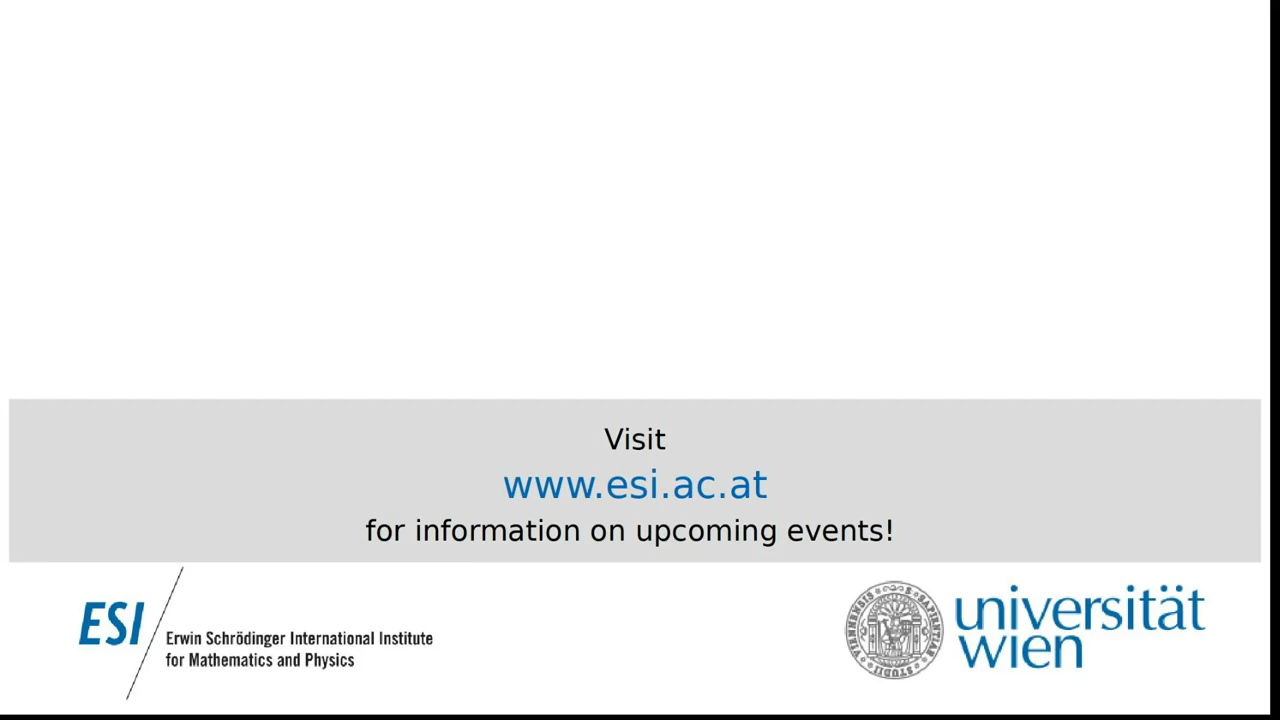 Visit
www.esi.ac.at
for information on upcoming events!
ESI
Erwin Schrödinger International Institute
for Mathematics and Physics
universität
wien